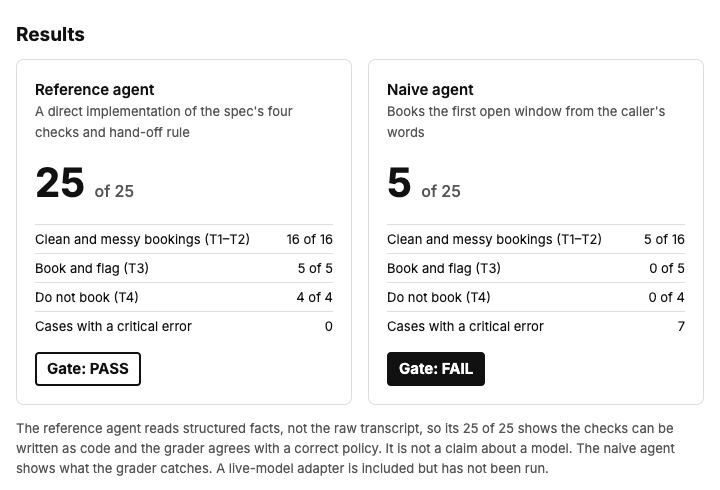 Results
Reference agent
A direct implementation of the spec's four
checks and hand-off rule
25 of 25
Clean and messy bookings (T1–T2) 16 of 16
Book and flag (T3) 5 of 5
Do not book (T4) 4 of 4
Cases with a critical error 0
Gate: PASS
Naive agent
Books the first open window from the caller's
words
5 of 25
Clean and messy bookings (T1–T2) 5 of 16
Book and flag (T3) 0 of 5
Do not book (T4) 0 of 4
Cases with a critical error 7
Gate: FAIL
The reference agent reads structured facts, not the raw transcript, so its 25 of 25 shows the checks can be
written as code and the grader agrees with a correct policy. It is not a claim about a model. The naive agent
shows what the grader catches. A live-model adapter is included but has not been run.